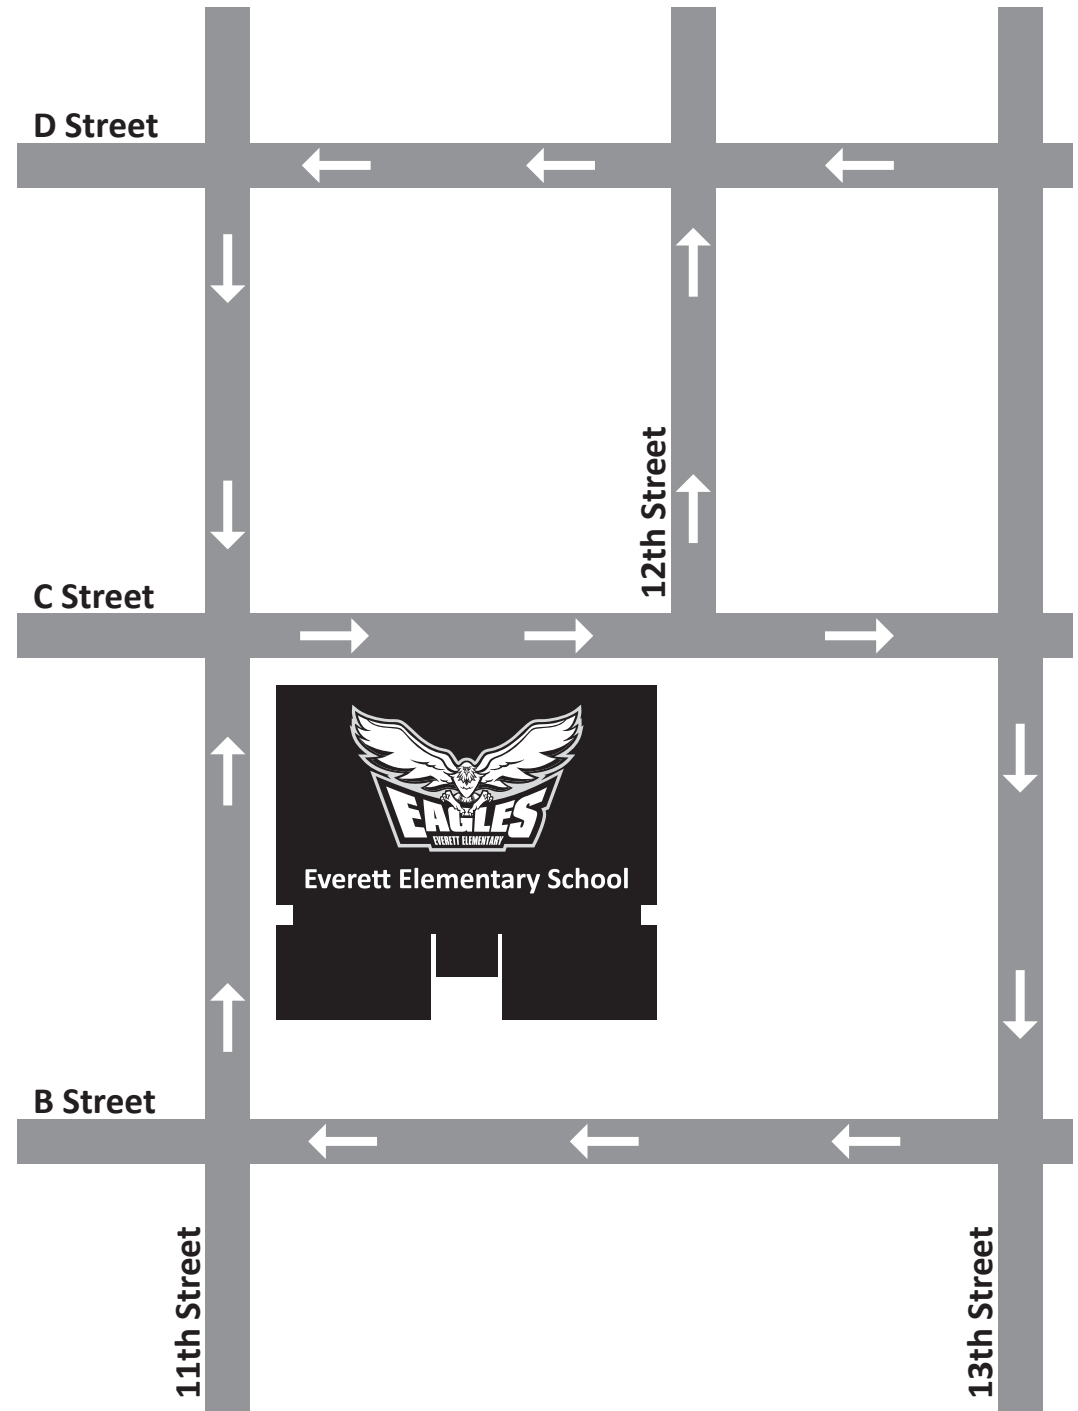 D Street
12th Street
C Street
EAGLES
EVERETT ELEMENTARY
Everett Elementary School
B Street
11th Street
13th Street